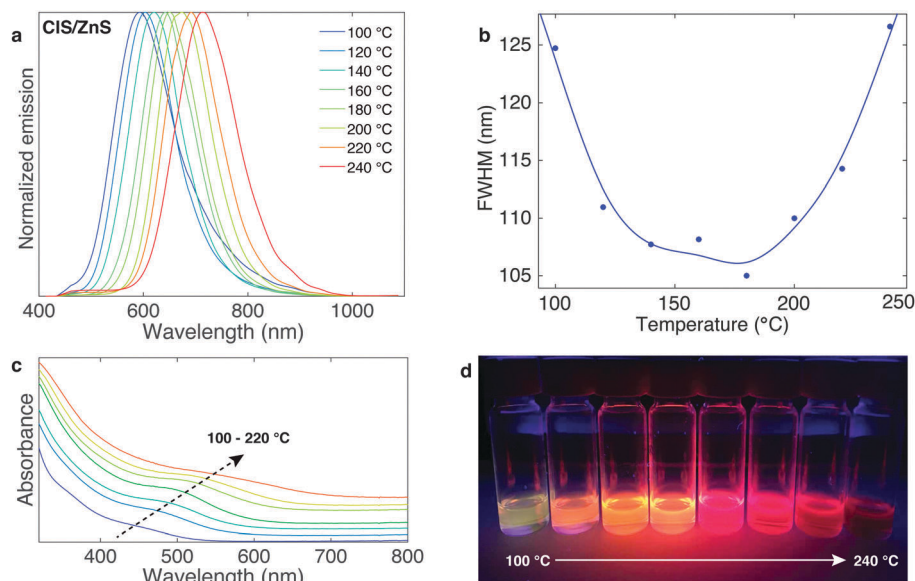 a
CIS/ZnS
100 °C
120 °C
140 °C
160 °C
180 °C
200 °C
220 °C
240 °C
Normalized emission
400 600 800 1000
Wavelength (nm)
b
125
120
115
110
105
FWHM (nm)
100 150 200 250
Temperature (°C)
c
100 - 220 °C
Absorbance
400 500 600 700 800
Wavelength (nm)
d
100 °C
240 °C